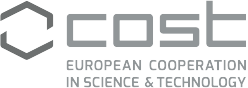 cost
EUROPEAN COOPERATION
IN SCIENCE & TECHNOLOGY